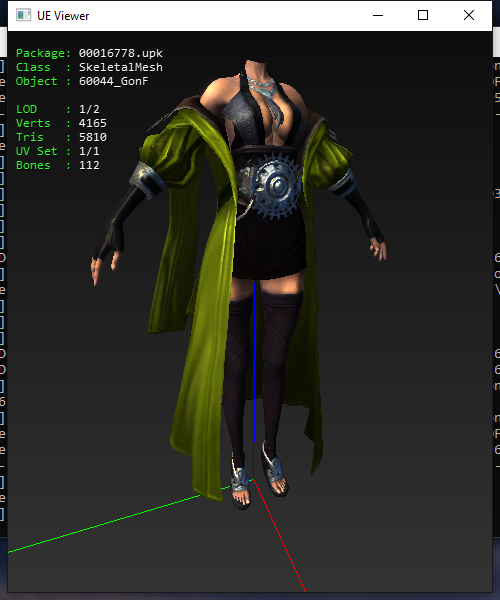 UE Viewer
Package: 00016778.upk
Class : SkeletalMesh
Object : 60044_GonF
LOD : 1/2
Verts : 4165
Tris : 5810
UV Set : 1/1
Bones : 112